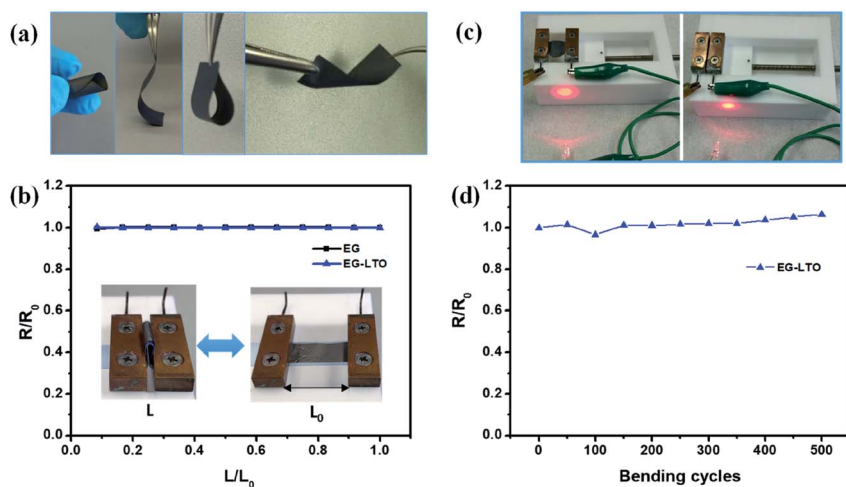 (a)
(c)
(b)
1.2
1.0
0.8
0.6
0.4
0.2
0.0
R/R0
EG
EG-LTO
L
L0
0.0 0.2 0.4 0.6 0.8 1.0
L/L0
(d)
1.2
1.0
0.8
0.6
0.4
0.2
0.0
R/R0
EG-LTO
0 100 200 300 400 500
Bending cycles